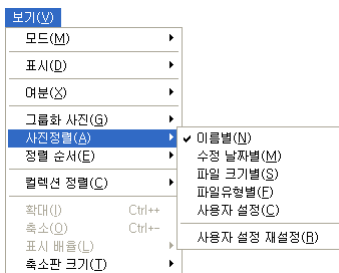 보기(V)
모드(M)
표시(D)
여분(X)
그룹화 사진(G)
사진정렬(A)
정렬 순서(E)
컬렉션 정렬(C)
확대(I) Ctrl++
축소(O) Ctrl+-
표시 배율(L)
축소판 크기(T)
이름별(N)
수정 날짜별(M)
파일 크기별(S)
파일유형별(F)
사용자 설정(C)
사용자 설정 재설정(R)